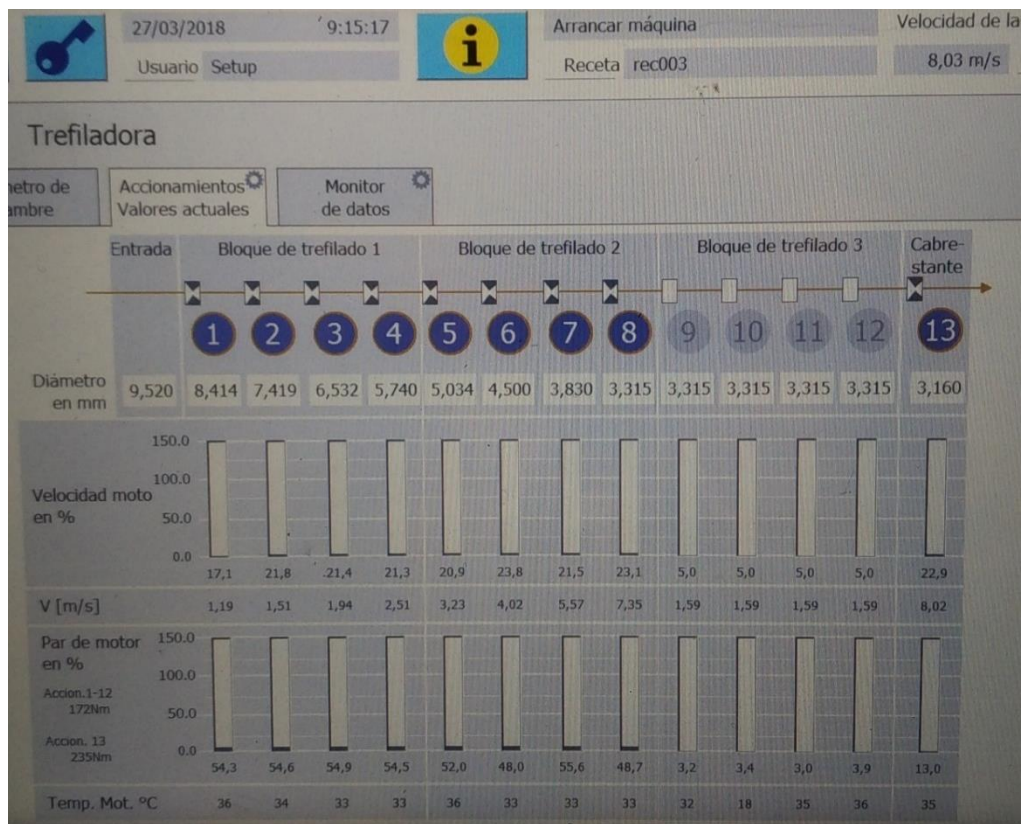 27/03/2018 9:15:17
Usuario Setup
i
Arrancar máquina
Receta rec003
Velocidad de la
8,03 m/s
Trefiladora
etro de
mbre
Accionamientos
Valores actuales
Monitor
de datos
Entrada Bloque de trefilado 1 Bloque de trefilado 2 Bloque de trefilado 3 Cabre-
stante
1 2 3 4 5 6 7 8 9 10 11 12 13
Diámetro
en mm
9,520 8,414 7,419 6,532 5,740 5,034 4,500 3,830 3,315 3,315 3,315 3,315 3,315 3,160
Velocidad moto
en %
150.0
100.0
50.0
0.0
17,1 21,8 21,4 21,3 20,9 23,8 21,5 23,1 5,0 5,0 5,0 5,0 22,9
V [m/s] 1,19 1,51 1,94 2,51 3,23 4,02 5,57 7,35 1,59 1,59 1,59 1,59 8,02
Par de motor
en %
Accion.1-12
172Nm
Accion. 13
235Nm
150.0
100.0
50.0
0.0
54,3 54,6 54,9 54,5 52,0 48,0 55,6 48,7 3,2 3,4 3,0 3,9 13,0
Temp. Mot. ºC 36 34 33 33 36 33 33 33 32 18 35 36 35